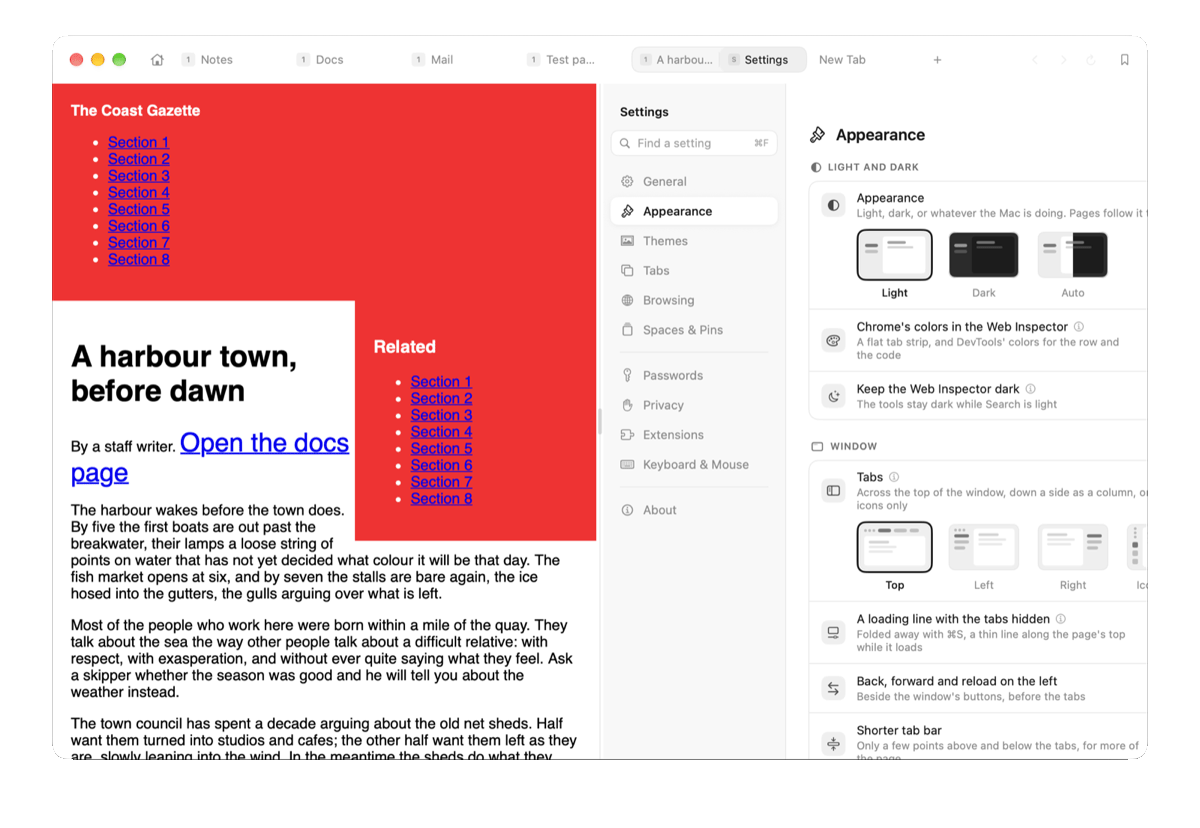 1 Notes
1 Docs
1 Mail
1 Test pa...
1 A harbou...
S Settings
New Tab
The Coast Gazette
Section 1
Section 2
Section 3
Section 4
Section 5
Section 6
Section 7
Section 8
A harbour town,
before dawn
By a staff writer. Open the docs
page
The harbour wakes before the town does.
By five the first boats are out past the
breakwater, their lamps a loose string of
points on water that has not yet decided what colour it will be that day. The
fish market opens at six, and by seven the stalls are bare again, the ice
hosed into the gutters, the gulls arguing over what is left.
Most of the people who work here were born within a mile of the quay. They
talk about the sea the way other people talk about a difficult relative: with
respect, with exasperation, and without ever quite saying what they feel. Ask
a skipper whether the season was good and he will tell you about the
weather instead.
The town council has spent a decade arguing about the old net sheds. Half
want them turned into studios and cafes; the other half want them left as they
are, slowly leaning into the wind. In the meantime the sheds do what they
Related
Section 1
Section 2
Section 3
Section 4
Section 5
Section 6
Section 7
Section 8
Settings
Find a setting ⌘F
General
Appearance
Themes
Tabs
Browsing
Spaces & Pins
Passwords
Privacy
Extensions
Keyboard & Mouse
About
Appearance
LIGHT AND DARK
Appearance
Light, dark, or whatever the Mac is doing. Pages follow it
Light
Dark
Auto
Chrome's colors in the Web Inspector
A flat tab strip, and DevTools' colors for the row and
the code
Keep the Web Inspector dark
The tools stay dark while Search is light
WINDOW
Tabs
Across the top of the window, down a side as a column, or
icons only
Top
Left
Right
A loading line with the tabs hidden
Folded away with ⌘S, a thin line along the page's top
while it loads
Back, forward and reload on the left
Beside the window's buttons, before the tabs
Shorter tab bar
Only a few points above and below the tabs, for more of
the page